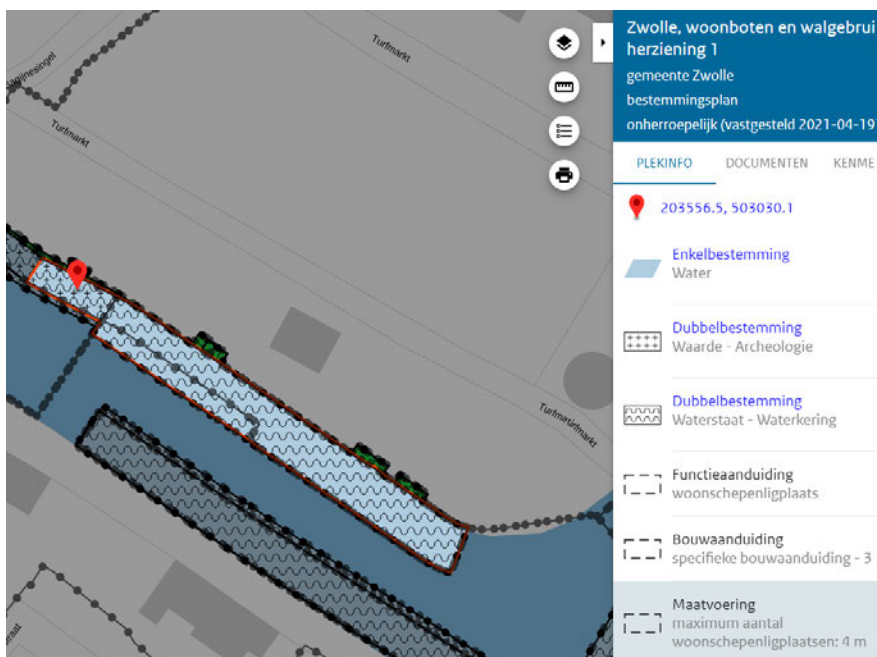 Turfmarkt
Turfmarkt
Zwolle, woonboten en walgebrui
herziening 1
gemeente Zwolle
bestemmingsplan
onherroepelijk (vastgesteld 2021-04-19
PLEKINFO DOCUMENTEN KENME
203556.5, 503030.1
Enkelbestemming
Water
Dubbelbestemming
Waarde - Archeologie
Dubbelbestemming
Waterstaat - Waterkering
Functieaanduiding
woonschepenligplaats
Bouwaanduiding
specifieke bouwaanduiding - 3
Maatvoering
maximum aantal
woonschepenligplaatsen: 4 m